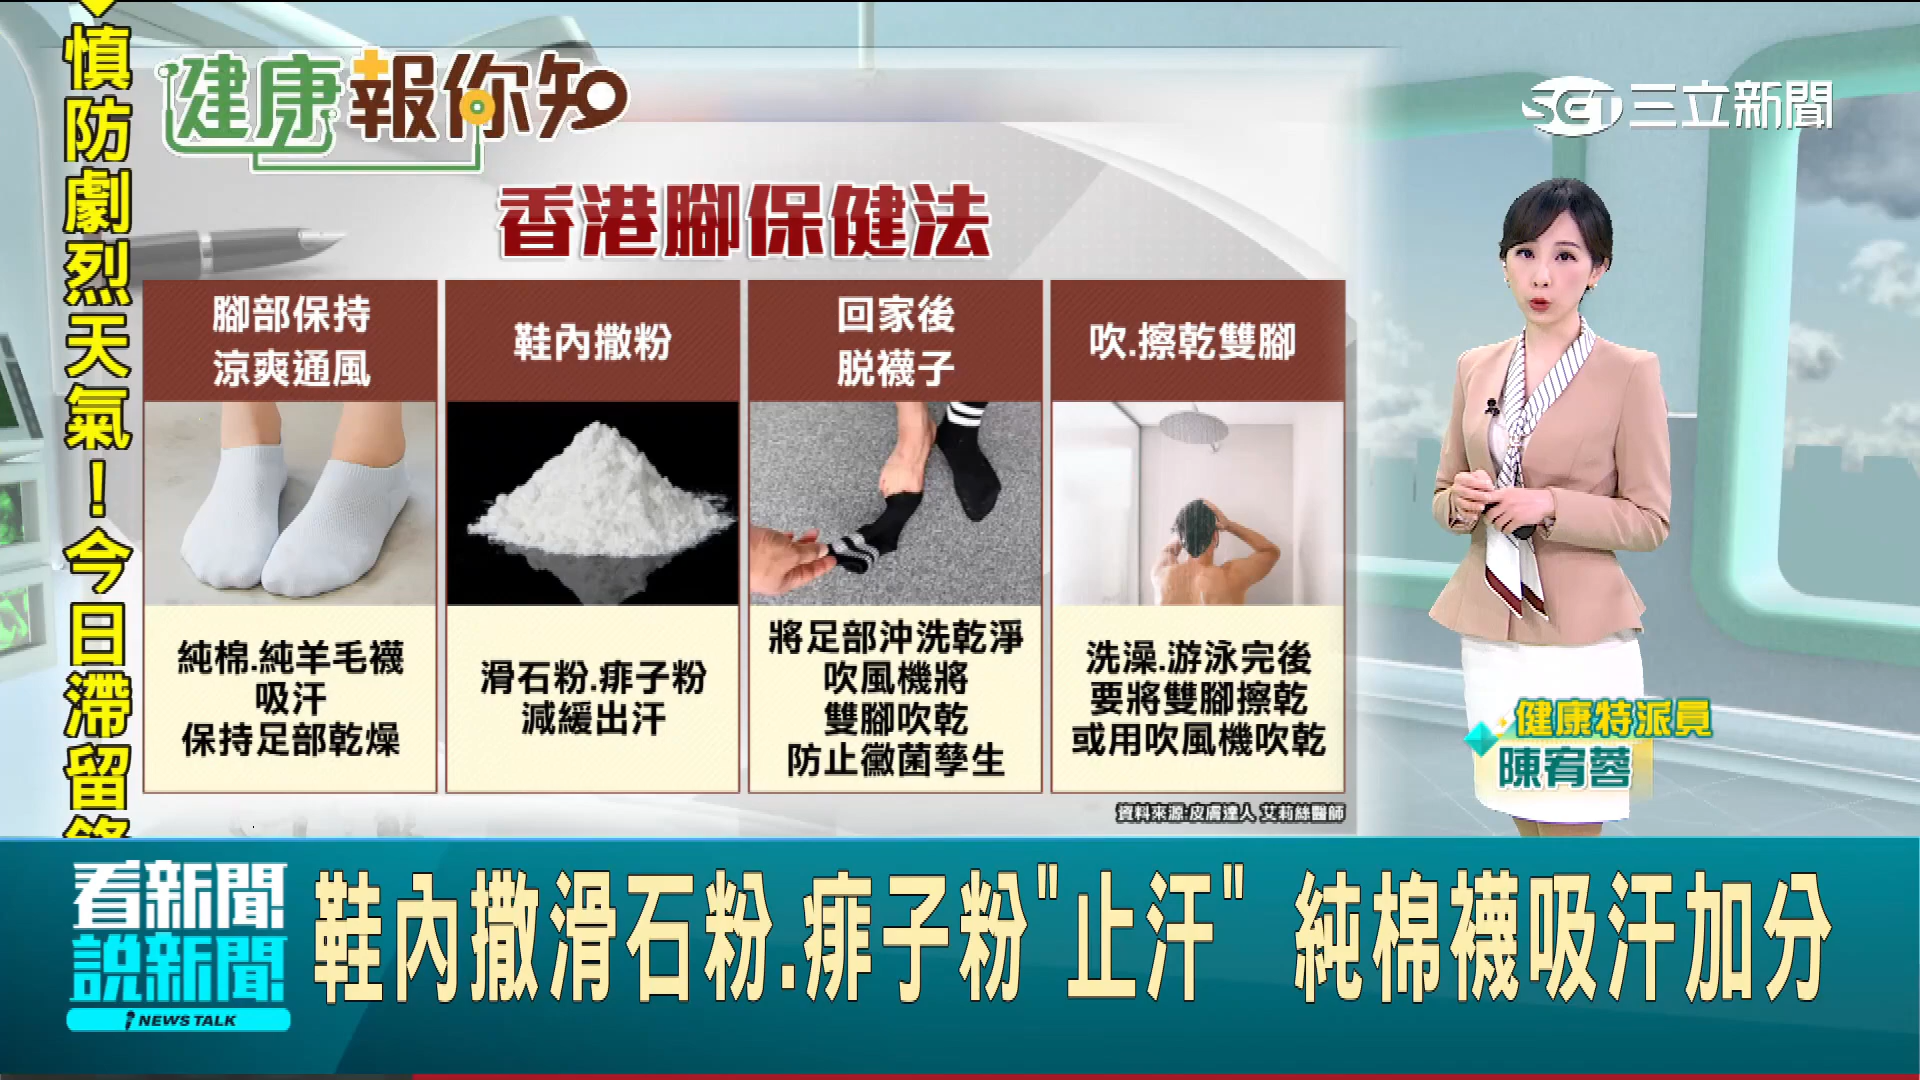 慎防劇烈天氣！今日滯留鋒
健康報你知
SET三立新聞
香港腳保健法
腳部保持
涼爽通風
純棉.純羊毛襪
吸汗
保持足部乾燥
鞋內撒粉
滑石粉.痱子粉
減緩出汗
回家後
脱襪子
將足部沖洗乾淨
吹風機將
雙腳吹乾
防止黴菌孳生
吹.擦乾雙腳
洗澡.游泳完後
要將雙腳擦乾
或用吹風機吹乾
資料來源:皮膚達人 艾莉絲醫師
健康特派員
陳宥蓉
看新聞
說新聞
NEWS TALK
鞋內撒滑石粉.痱子粉"止汗" 純棉襪吸汗加分